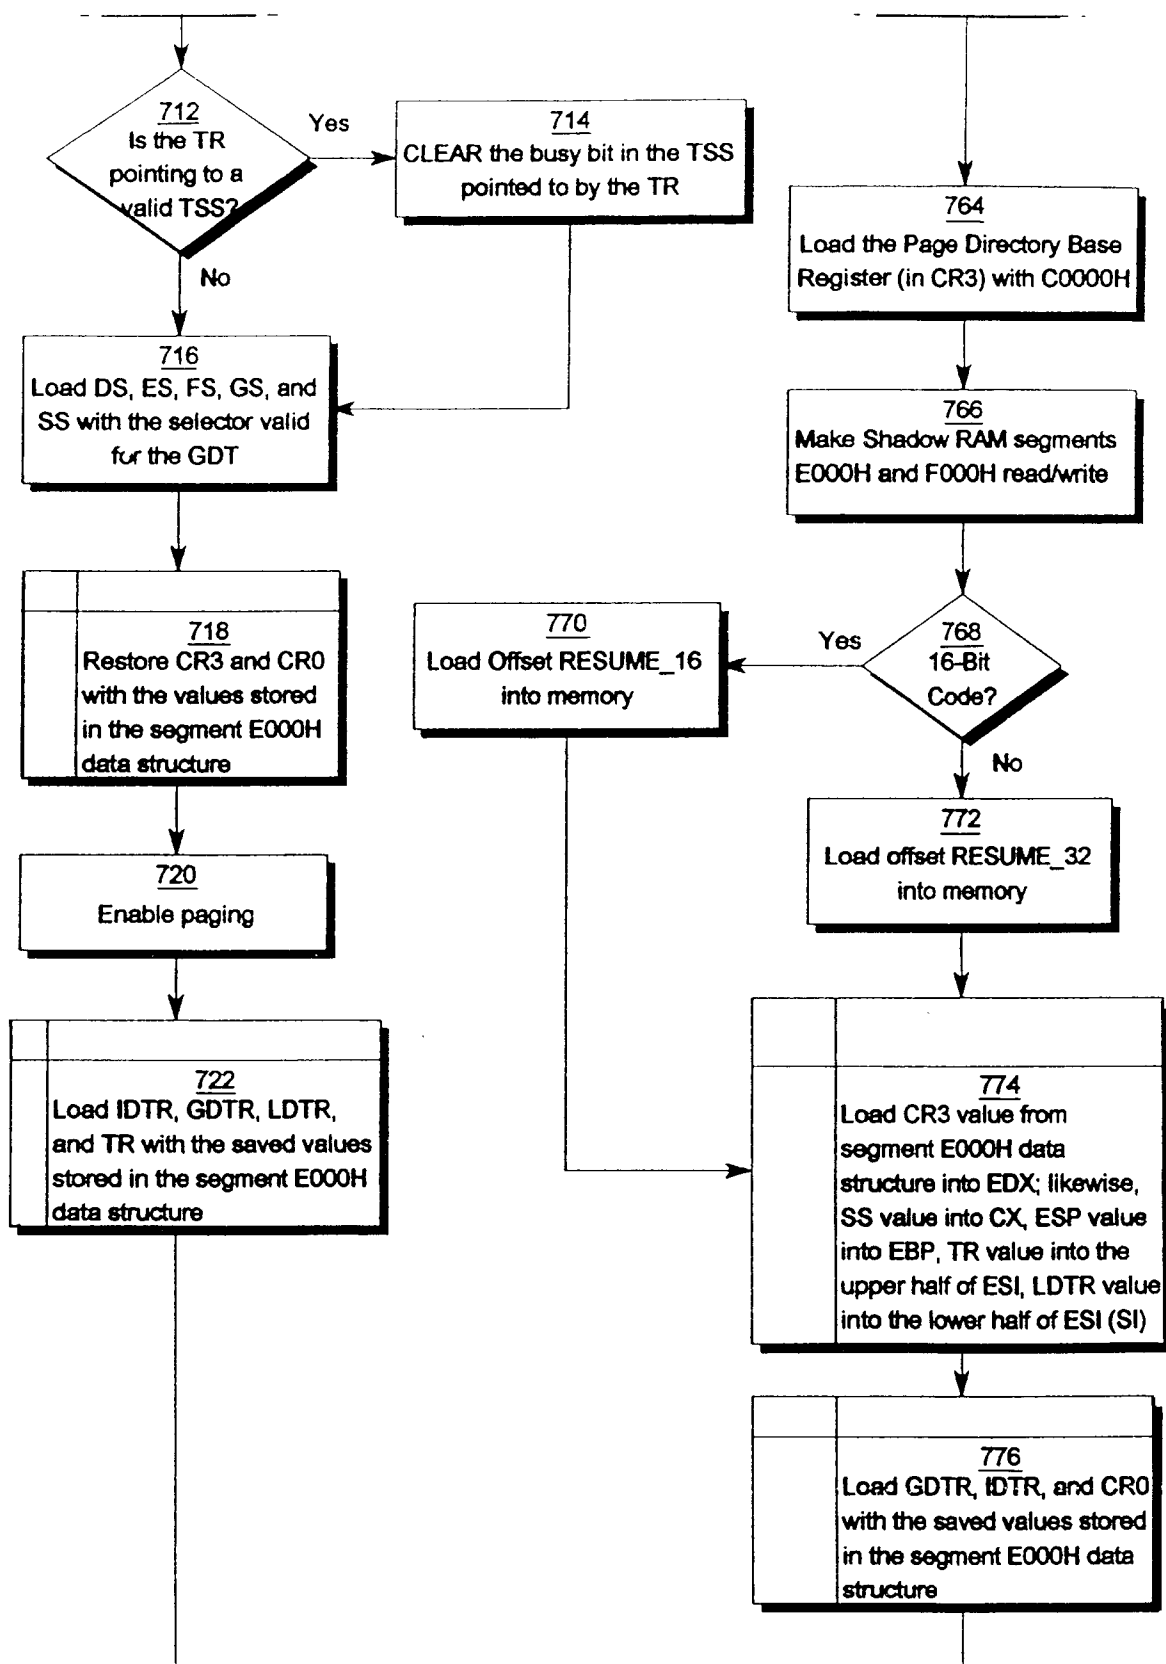 712
Is the TR
pointing to a
valid TSS?
Yes
No
714
CLEAR the busy bit in the TSS
pointed to by the TR
716
Load DS, ES, FS, GS, and
SS with the selector valid
for the GDT
718
Restore CR3 and CR0
with the values stored
in the segment E000H
data structure
720
Enable paging
722
Load IDTR, GDTR, LDTR,
and TR with the saved values
stored in the segment E000H
data structure
764
Load the Page Directory Base
Register (in CR3) with C0000H
766
Make Shadow RAM segments
E000H and F000H read/write
768
16-Bit
Code?
Yes
No
770
Load Offset RESUME_16
into memory
772
Load offset RESUME_32
into memory
774
Load CR3 value from
segment E000H data
structure into EDX; likewise,
SS value into CX, ESP value
into EBP, TR value into the
upper half of ESI, LDTR value
into the lower half of ESI (SI)
776
Load GDTR, IDTR, and CR0
with the saved values stored
in the segment E000H data
structure